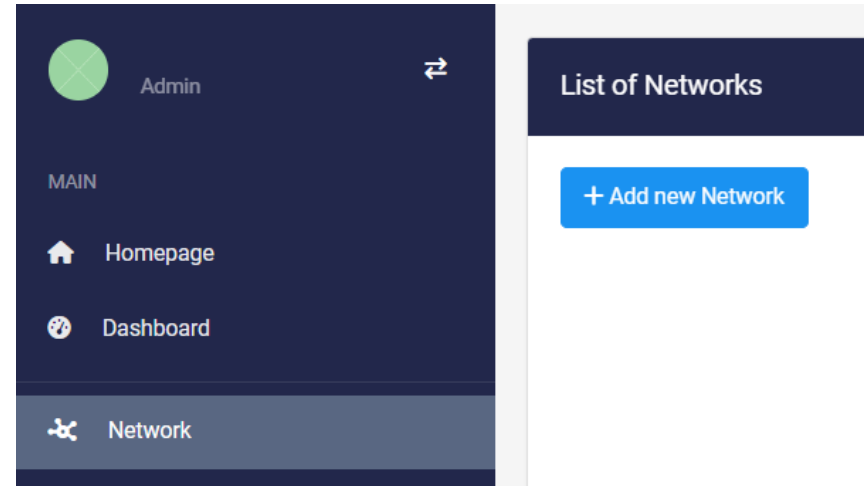 Admin
MAIN
Homepage
Dashboard
Network
List of Networks
+ Add new Network